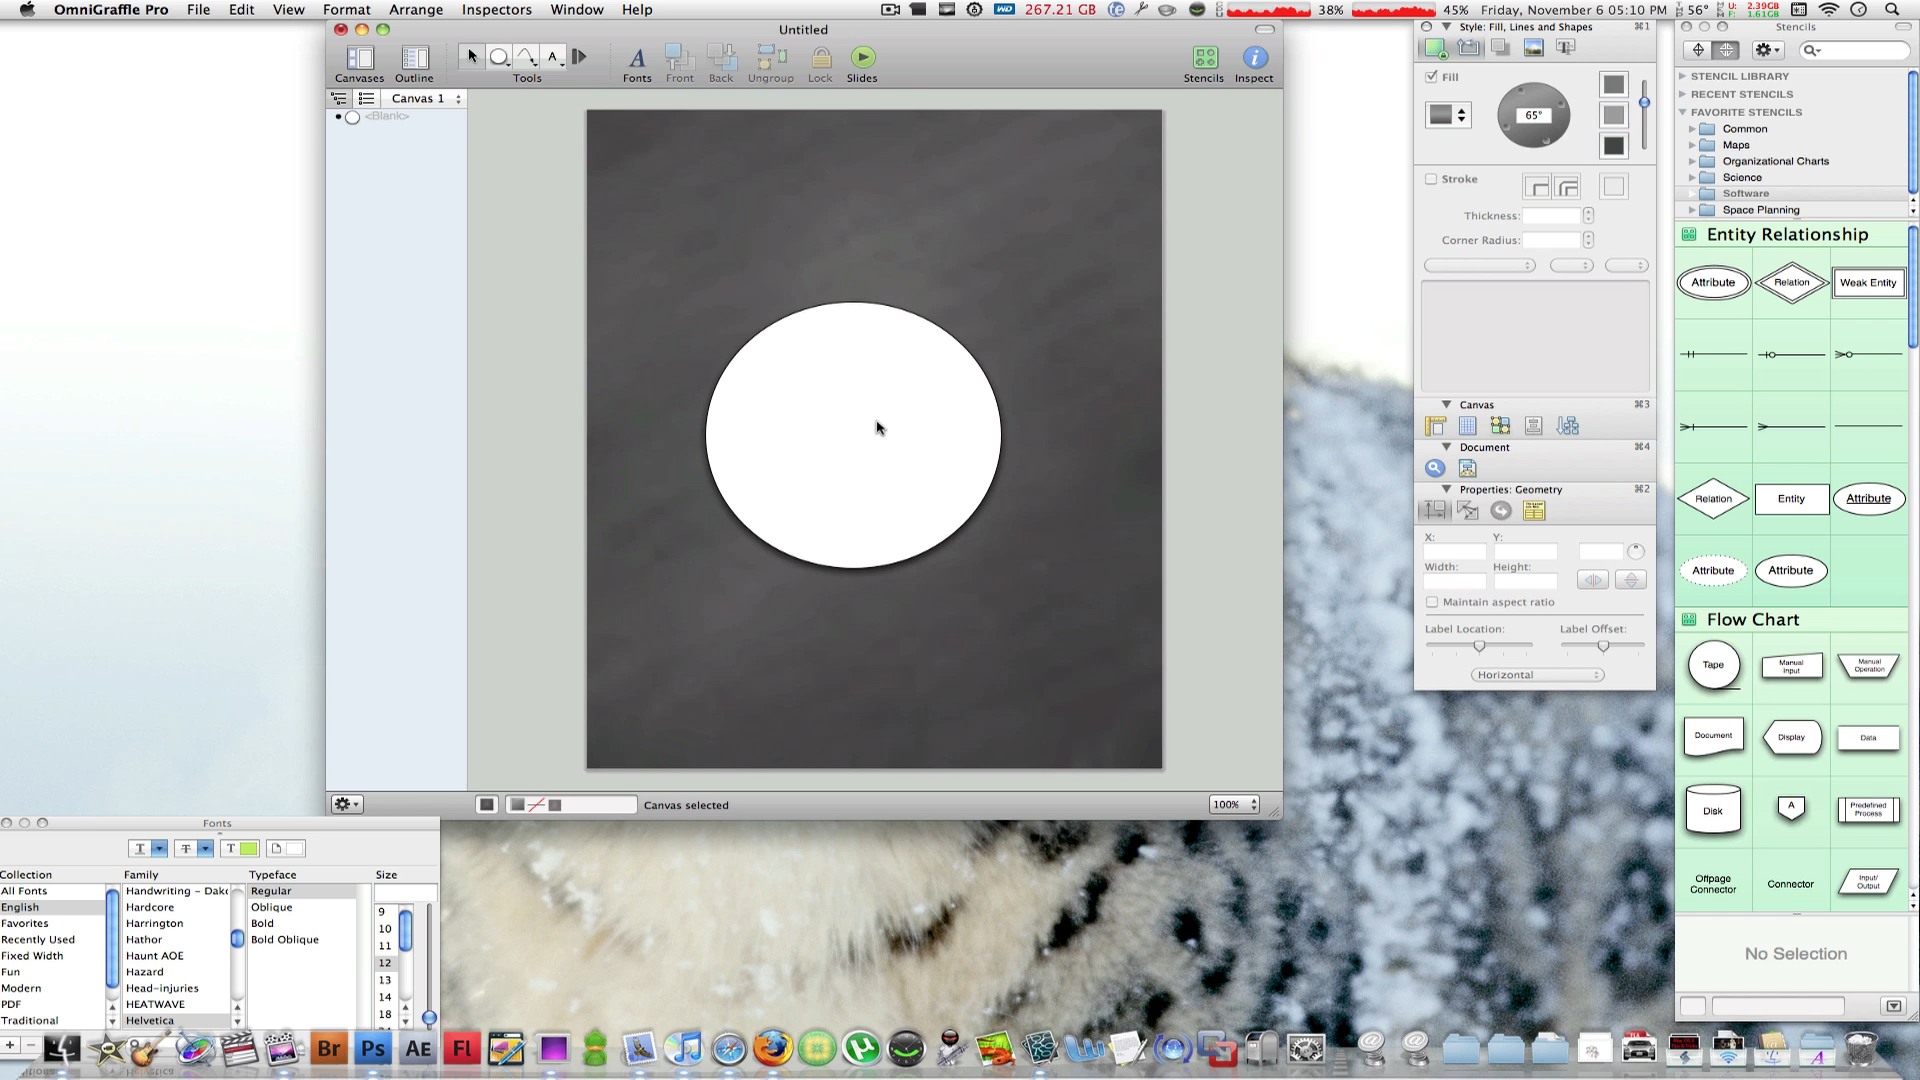 OmniGraffle Pro File Edit View Format Arrange Inspectors Window Help
267.21 GB 38% 45% Friday, November 6 05:10 PM 56° U: 2.39GB F: 1.61GB
Untitled
Canvases Outline Tools Fonts Front Back Ungroup Lock Slides Stencils Inspect
Canvas 1
<Blank>
Canvas selected
100%
Style: Fill, Lines and Shapes ⌘1
Fill
65°
Stroke
Thickness:
Corner Radius:
Canvas ⌘3
Document ⌘4
Properties: Geometry ⌘2
X: Y:
Width: Height:
Maintain aspect ratio
Label Location: Label Offset:
Horizontal
Stencils
STENCIL LIBRARY
RECENT STENCILS
FAVORITE STENCILS
Common
Maps
Organizational Charts
Science
Software
Space Planning
Entity Relationship
Attribute Relation Weak Entity
Relation Entity Attribute
Attribute Attribute
Flow Chart
Tape Manual Input Manual Operation
Document Display Data
Disk A Predefined Process
Offpage Connector Connector Input/ Output
No Selection
Fonts
Collection Family Typeface Size
All Fonts Handwriting - Dako Regular
English Hardcore Oblique 9
Favorites Harrington Bold 10
Recently Used Hathor Bold Oblique 11
Fixed Width Haunt AOE 12
Fun Hazard 13
Modern Head-injuries 14
PDF HEATWAVE 18
Traditional Helvetica
Br Ps AE Fl